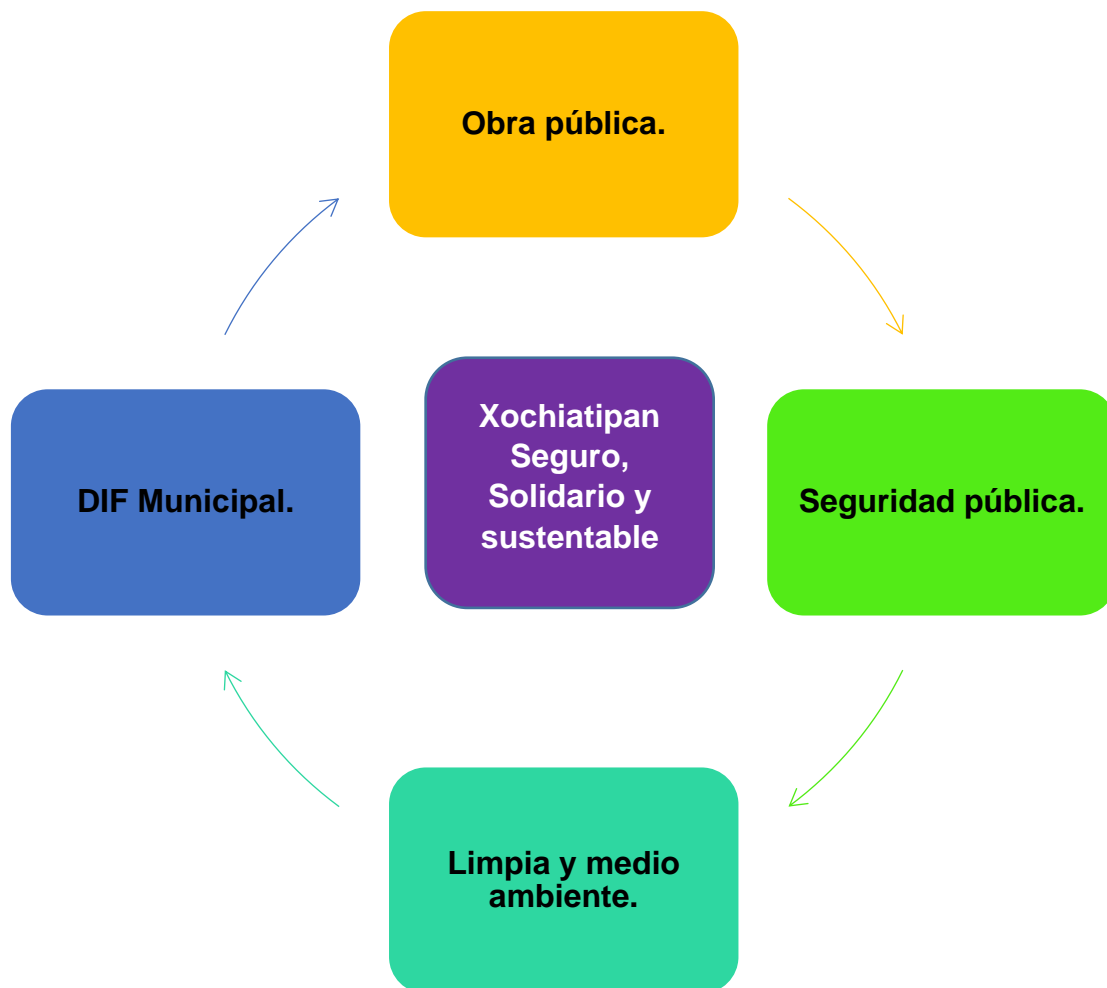 Obra pública.
Xochiatipan
Seguro,
Solidario y
sustentable
DIF Municipal.
Seguridad pública.
Limpia y medio
ambiente.